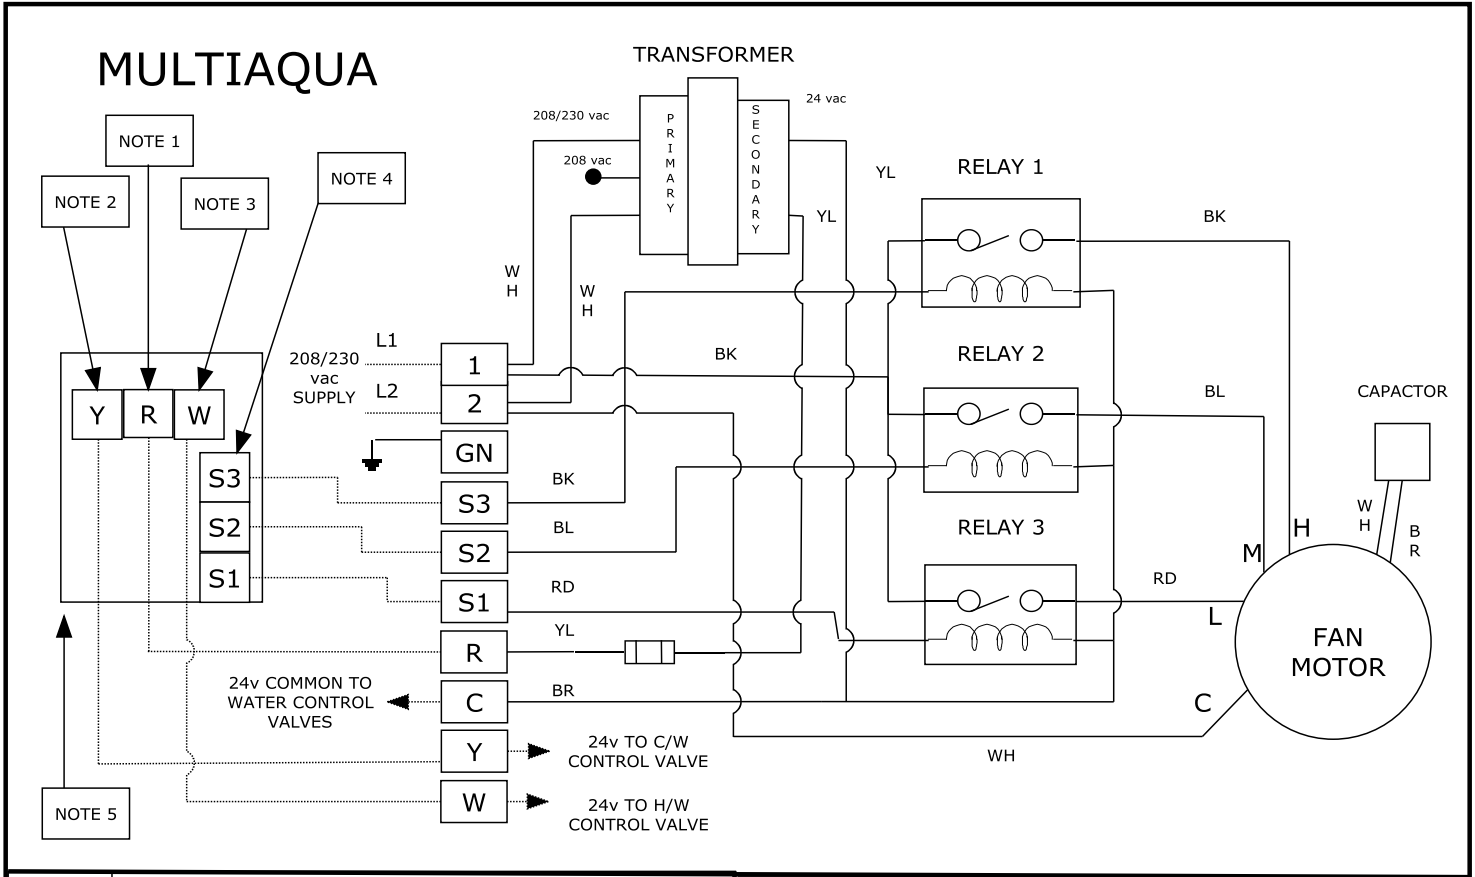 MULTIAQUA
TRANSFORMER
NOTE 1
NOTE 2
NOTE 3
NOTE 4
208/230 vac
208 vac
PRIMARY
SECONDARY
24 vac
YL
YL
WH
WH
RELAY 1
BK
L1
208/230
vac
SUPPLY
L2
1
2
GN
BK
RELAY 2
BL
CAPACTOR
Y
R
W
S3
S2
S1
S3
BK
S2
BL
S1
RD
R
YL
RELAY 3
RD
WH
BR
H
M
L
C
FAN
MOTOR
24v COMMON TO
WATER CONTROL
VALVES
C
BR
Y
24v TO C/W
CONTROL VALVE
WH
W
24v TO H/W
CONTROL VALVE
NOTE 5